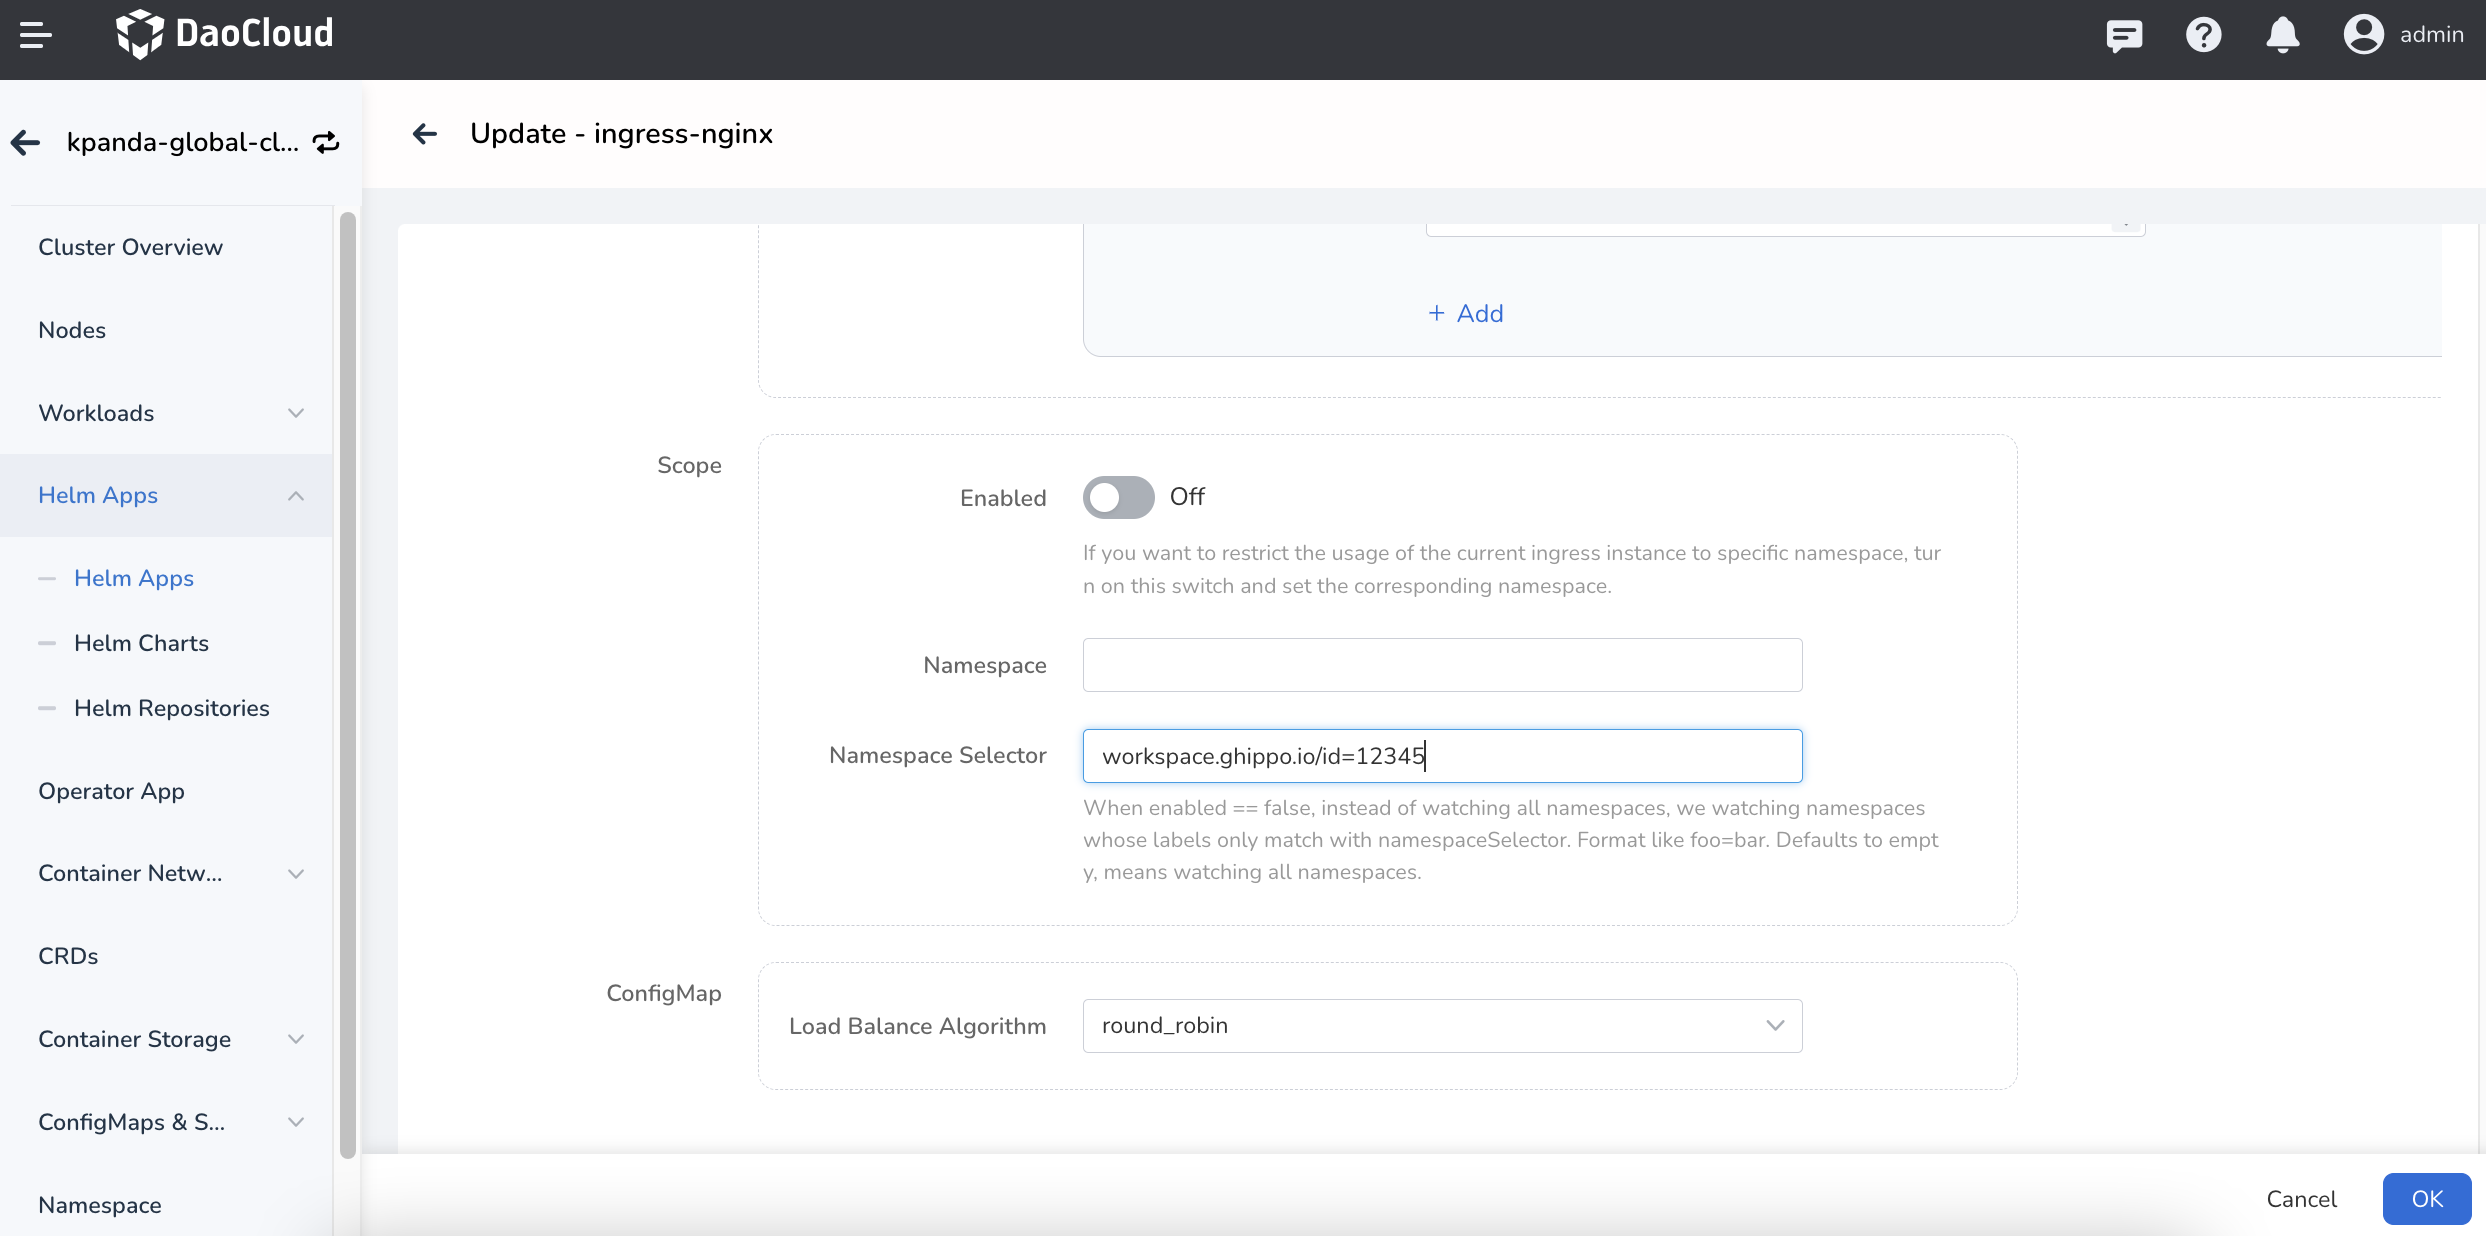 DaoCloud
admin
kpanda-global-cl...
Update - ingress-nginx
Cluster Overview
Nodes
Workloads
Helm Apps
Helm Apps
Helm Charts
Helm Repositories
Operator App
Container Netw...
CRDs
Container Storage
ConfigMaps & S...
Namespace
+ Add
Scope
Enabled
Off
If you want to restrict the usage of the current ingress instance to specific namespace, tur
n on this switch and set the corresponding namespace.
Namespace
Namespace Selector
workspace.ghippo.io/id=12345
When enabled == false, instead of watching all namespaces, we watching namespaces
whose labels only match with namespaceSelector. Format like foo=bar. Defaults to empt
y, means watching all namespaces.
ConfigMap
Load Balance Algorithm
round_robin
Cancel
OK